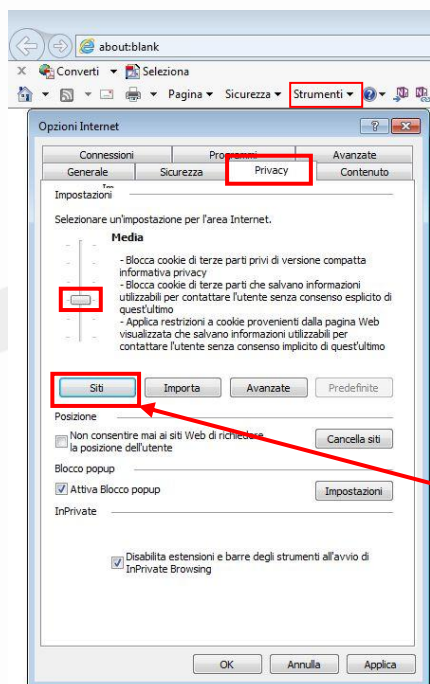 about:blank
x Converti Seleziona
Pagina Sicurezza Strumenti
Opzioni Internet
Connessioni Programmi Avanzate
Generale Sicurezza Privacy Contenuto
Impostazioni
Selezionare un'impostazione per l'area Internet.
Media
- Blocca cookie di terze parti privi di versione compatta
informativa privacy
- Blocca cookie di terze parti che salvano informazioni
utilizzabili per contattare l'utente senza consenso esplicito di
quest'ultimo
- Applica restrizioni a cookie provenienti dalla pagina Web
visualizzata che salvano informazioni utilizzabili per
contattare l'utente senza consenso implicito di quest'ultimo
Siti Importa Avanzate Predefinite
Posizione
Non consentire mai ai siti Web di richiedere
la posizione dell'utente
Cancella siti
Blocco popup
Attiva Blocco popup
Impostazioni
InPrivate
Disabilita estensioni e barre degli strumenti all'avvio di
InPrivate Browsing
OK Annulla Applica